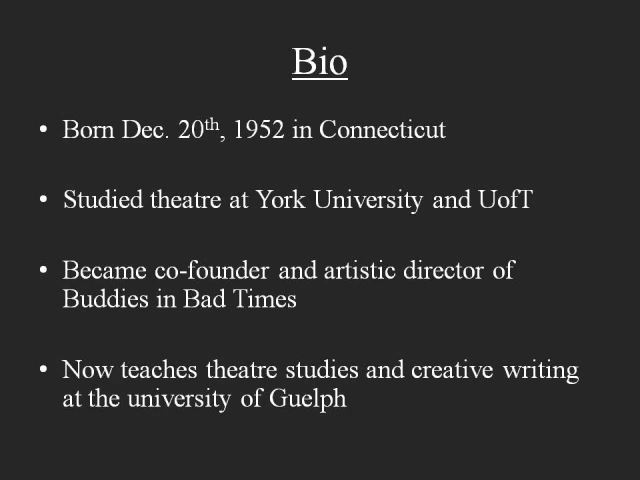 Bio
• Born Dec. 20th, 1952 in Connecticut
• Studied theatre at York University and UofT
• Became co-founder and artistic director of
Buddies in Bad Times
• Now teaches theatre studies and creative writing
at the university of Guelph